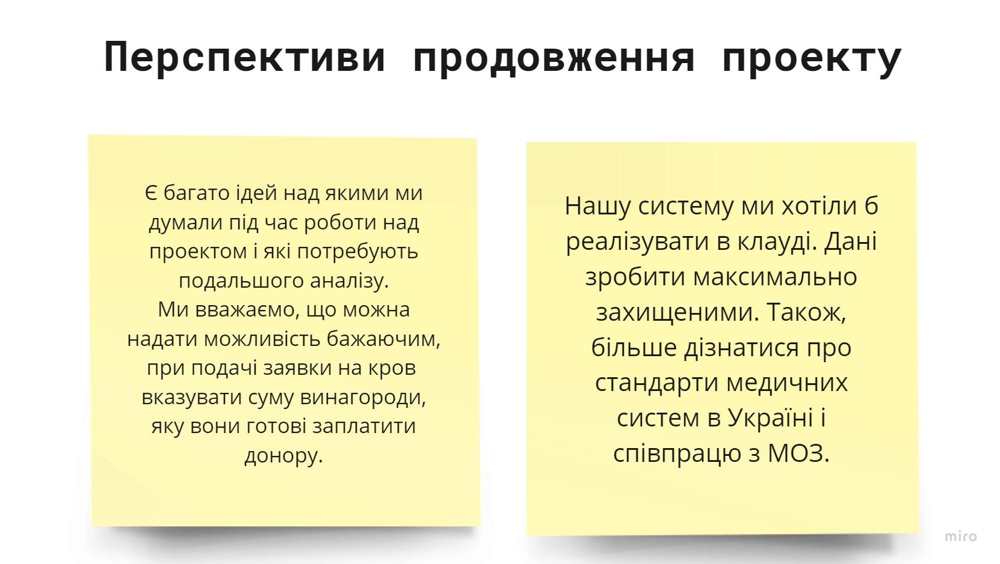 Перспективи продовження проекту
Є багато ідей над якими ми
думали під час роботи над
проектом і які потребують
подальшого аналізу.
Ми вважаємо, що можна
надати можливість бажаючим,
при подачі заявки на кров
вказувати суму винагороди,
яку вони готові заплатити
донору.
Нашу систему ми хотіли б
реалізувати в клауді. Дані
зробити максимально
захищеними. Також,
більше дізнатися про
стандарти медичних
систем в Україні і
співпрацю з МОЗ.
miro